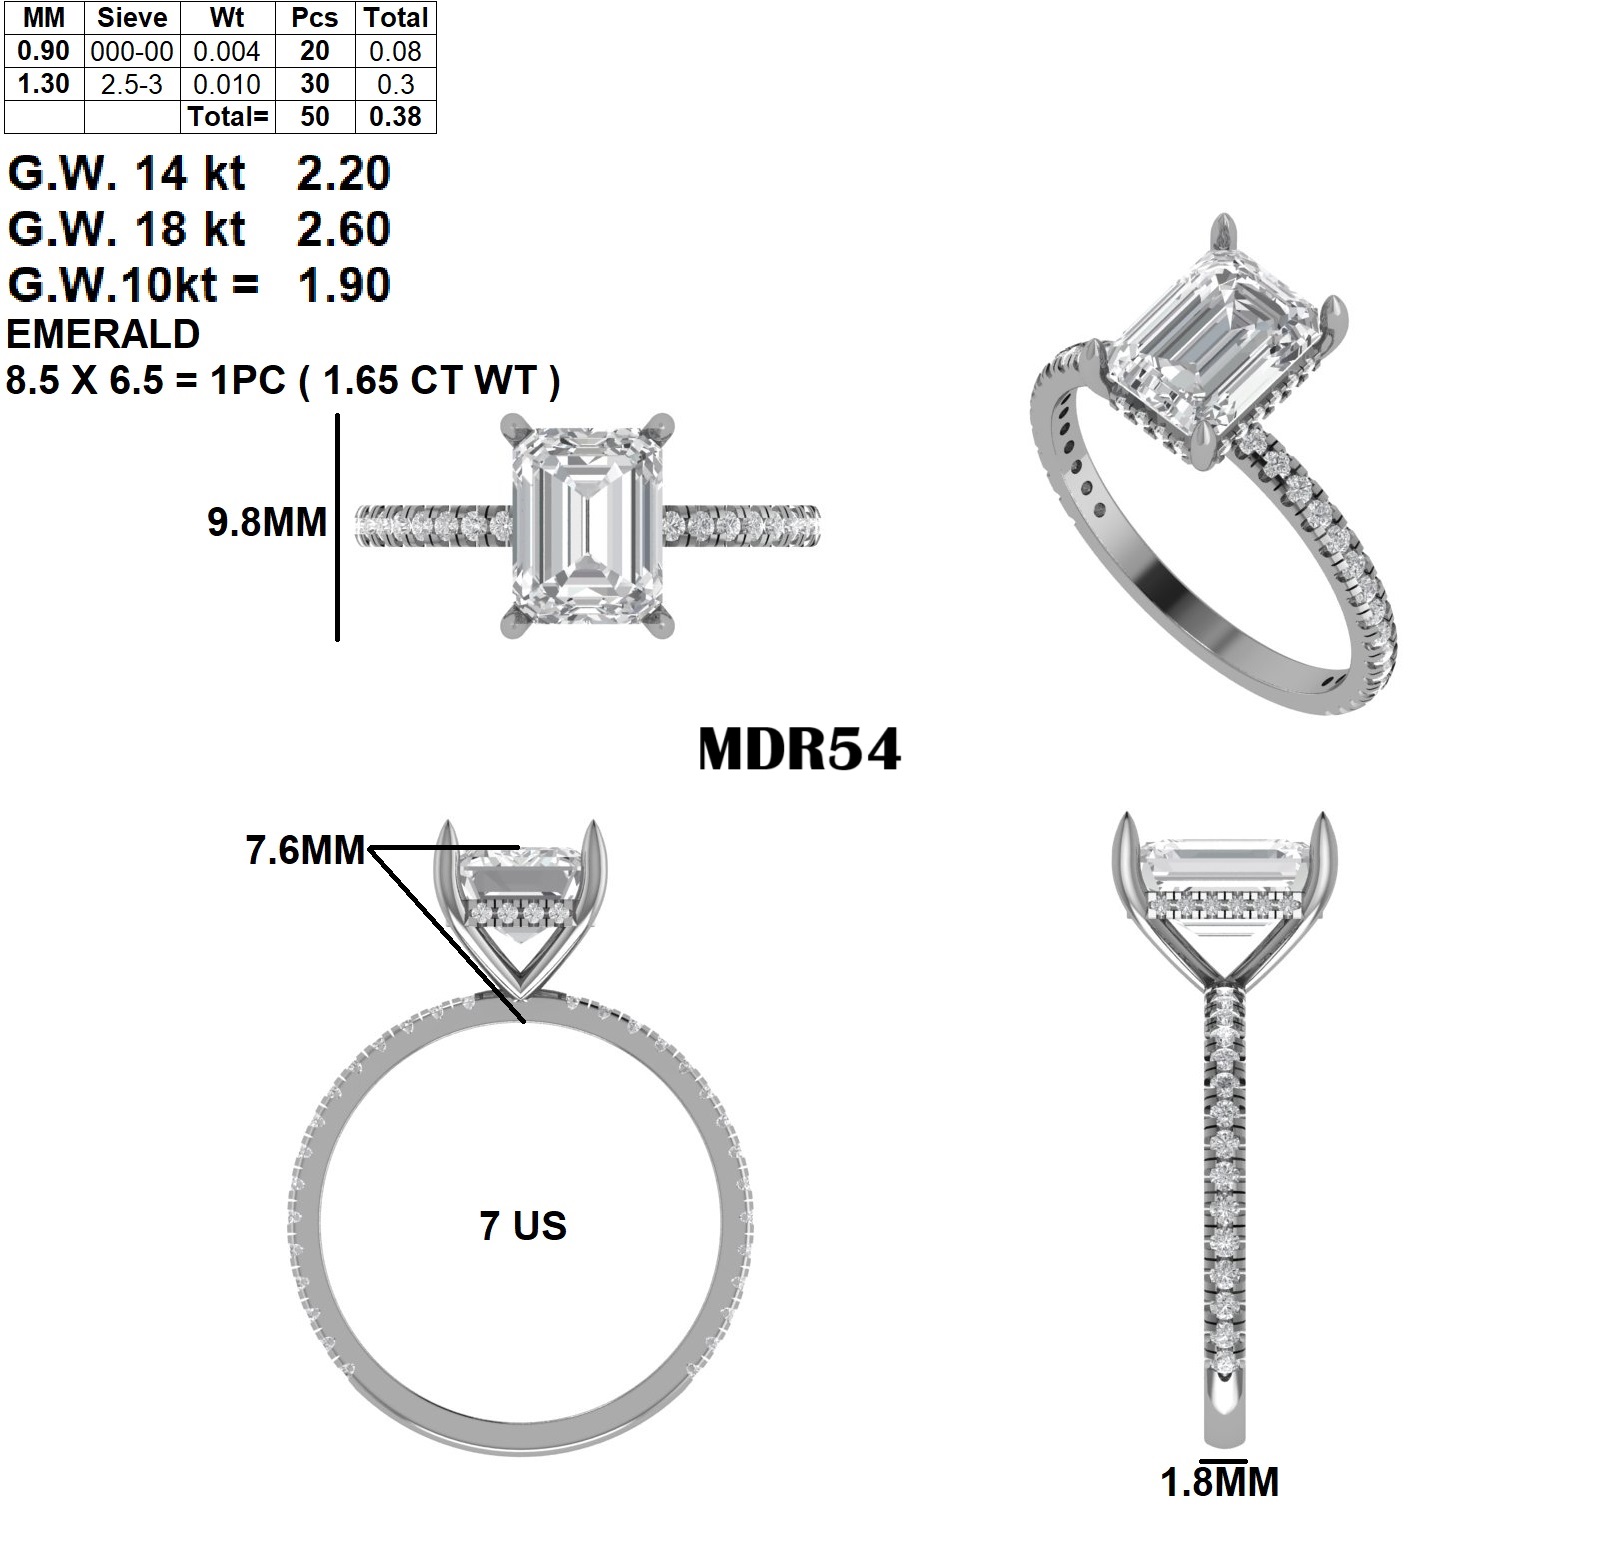 MM Sieve Wt Pcs Total
0.90 000-00 0.004 20 0.08
1.30 2.5-3 0.010 30 0.3
Total= 50 0.38
G.W. 14 kt 2.20
G.W. 18 kt 2.60
G.W.10kt = 1.90
EMERALD
8.5 X 6.5 = 1PC ( 1.65 CT WT )
9.8MM
MDR54
7.6MM
7 US
1.8MM